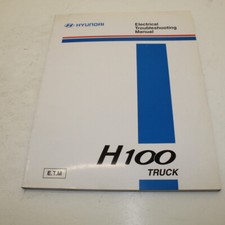 HYUNDAI
Electrical
Troubleshooting
Manual
H100
TRUCK
E.T.M